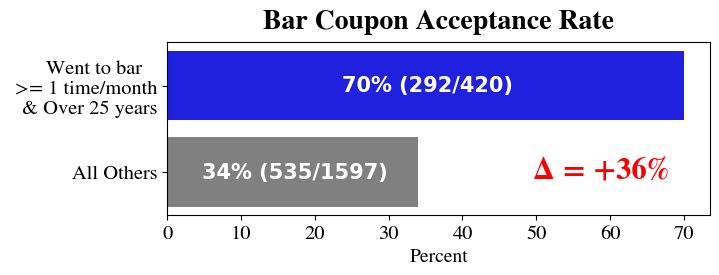 Bar Coupon Acceptance Rate
Went to bar
>= 1 time/month
& Over 25 years
70% (292/420)
All Others
34% (535/1597)
Δ = +36%
0 10 20 30 40 50 60 70
Percent